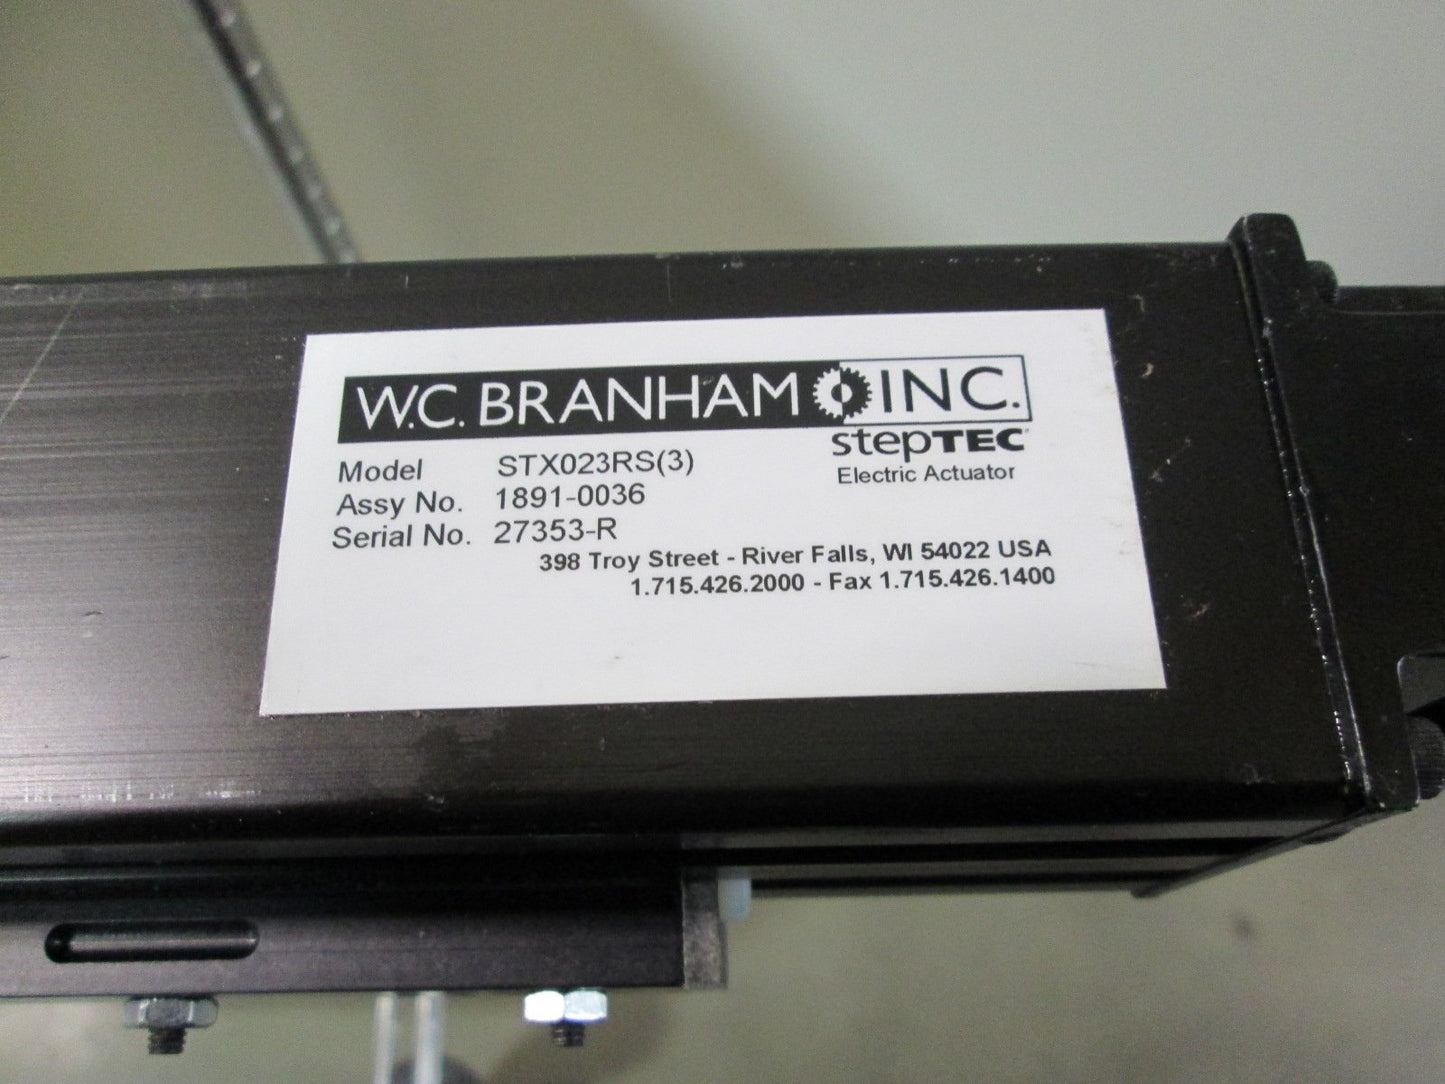 W.C. BRANHAM INC.
stepTEC
Electric Actuator
Model STX023RS(3)
Assy No. 1891-0036
Serial No. 27353-R
398 Troy Street - River Falls, WI 54022 USA
1.715.426.2000 - Fax 1.715.426.1400